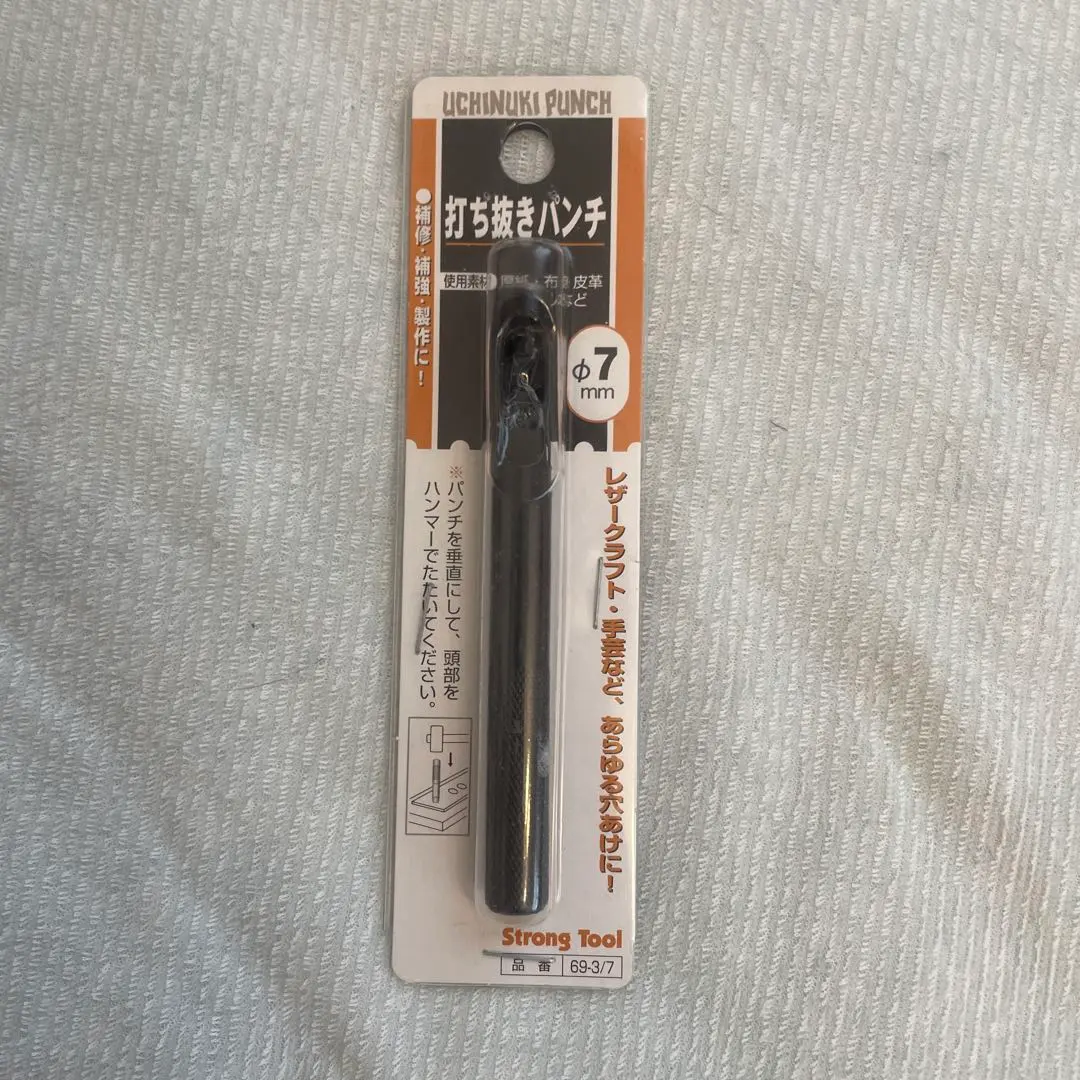 UCHINUKI PUNCH
打ち抜きパンチ
●補修・補強・製作に！
使用素材
・布
皮革
など
φ7
mm
※パンチを垂直にして、頭部を
ハンマーでたたいてください。
レザークラフト・手芸など、あらゆる穴あけに！
Strong Tool
品番 69-3/7